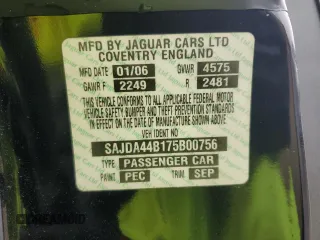 MFD BY JAGUAR CARS LTD
COVENTRY ENGLAND
MFD DATE 01/06 GVWR 4575
GAWR F 2249 R 2481
THIS VEHICLE CONFORMS TO ALL APPLICABLE FEDERAL MOTOR
VEHICLE SAFETY BUMPER AND THEFT PREVENTION STANDARDS
IN EFFECT ON THE DATE OF MANUFACTURE SHOWN ABOVE
VEH IDENT NO
SAJDA44B175B00756
TYPE PASSENGER CAR
PAINT PEC TRIM SEP